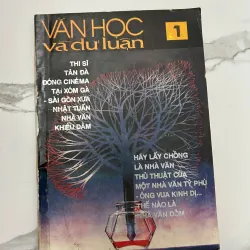 VĂN HỌC
và dư luận
1
THI SĨ
TẢN ĐÀ
ĐÓNG CINÉMA
TẠI XÓM GÀ
- SÀI GÒN XƯA
NHẬT TUẤN
NHÀ VĂN
KHIÊU DÂM
HÃY LẤY CHỒNG
LÀ NHÀ VĂN
THỦ THUẬT CỦA
MỘT NHÀ VĂN TỶ PHÚ
- ÔNG VUA KINH DỊ...
THẾ NÀO LÀ
VĂN DỞM